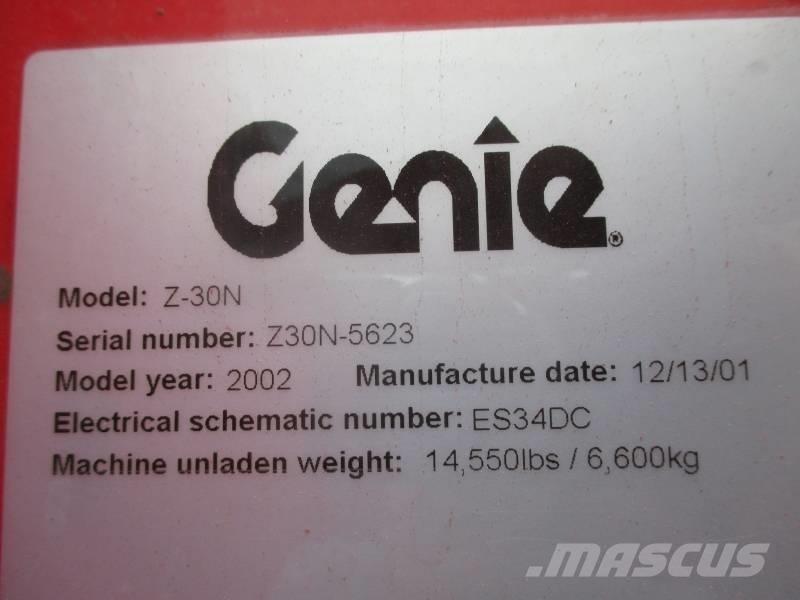 Genie®
Model: Z-30N
Serial number: Z30N-5623
Model year: 2002 Manufacture date: 12/13/01
Electrical schematic number: ES34DC
Machine unladen weight: 14,550lbs / 6,600kg
.MASCUS